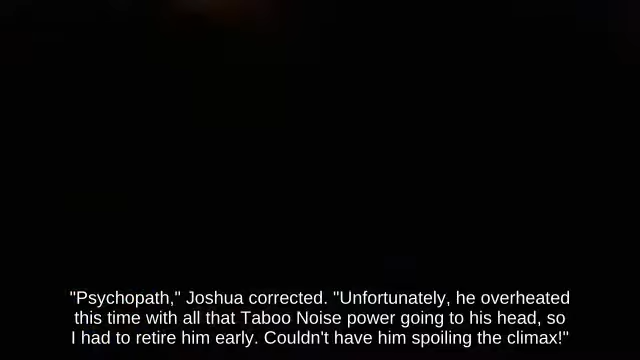 "Psychopath," Joshua corrected. "Unfortunately, he overheated
this time with all that Taboo Noise power going to his head, so
I had to retire him early. Couldn't have him spoiling the climax!"